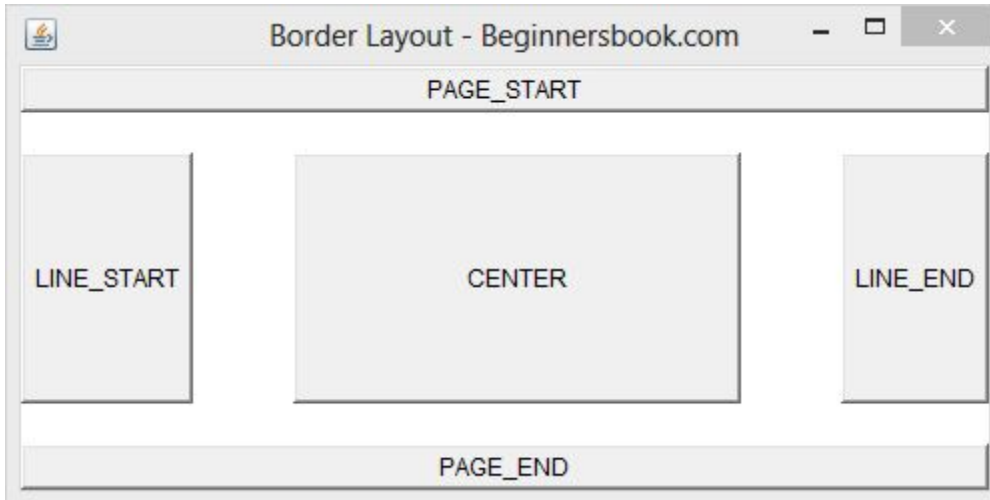 Border Layout - Beginnersbook.com
PAGE_START
LINE_START
CENTER
LINE_END
PAGE_END